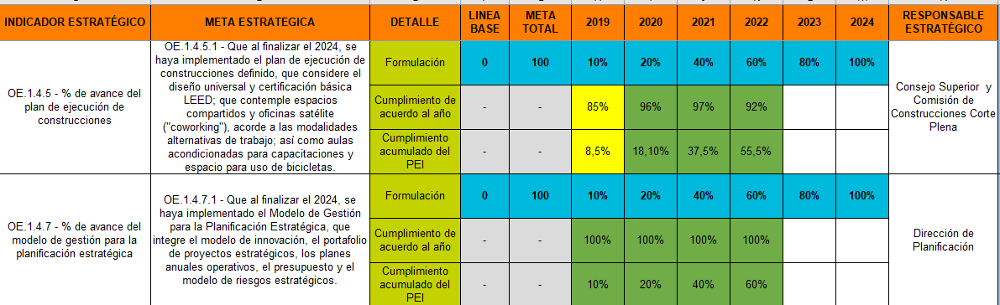 INDICADOR ESTRATÉGICO META ESTRATEGICA DETALLE LINEA BASE META TOTAL 2019 2020 2021 2022 2023 2024 RESPONSABLE ESTRATÉGICO
OE.1.4.5 - % de avance del
plan de ejecución de
construcciones
OE.1.4.5.1 - Que al finalizar el 2024, se
haya implementado el plan de ejecución de
construcciones definido, que considere el
diseño universal y certificación básica
LEED; que contemple espacios
compartidos y oficinas satélite
("coworking"), acorde a las modalidades
alternativas de trabajo; así como aulas
acondicionadas para capacitaciones y
espacio para uso de bicicletas.
Formulación 0 100 10% 20% 40% 60% 80% 100%
Cumplimiento de
acuerdo al año - - 85% 96% 97% 92%
Cumplimiento
acumulado del
PEI - - 8,5% 18,10% 37,5% 55,5%
Consejo Superior y
Comisión de
Construcciones Corte
Plena
OE.1.4.7 - % de avance del
modelo de gestión para la
planificación estratégica
OE.1.4.7.1 - Que al finalizar el 2024, se
haya implementado el Modelo de Gestión
para la Planificación Estratégica, que
integre el modelo de innovación, el portafolio
de proyectos estratégicos, los planes
anuales operativos, el presupuesto y el
modelo de riesgos estratégicos.
Formulación 0 100 10% 20% 40% 60% 80% 100%
Cumplimiento de
acuerdo al año - - 100% 100% 100% 100%
Cumplimiento
acumulado del
PEI - - 10% 20% 40% 60%
Dirección de
Planificación